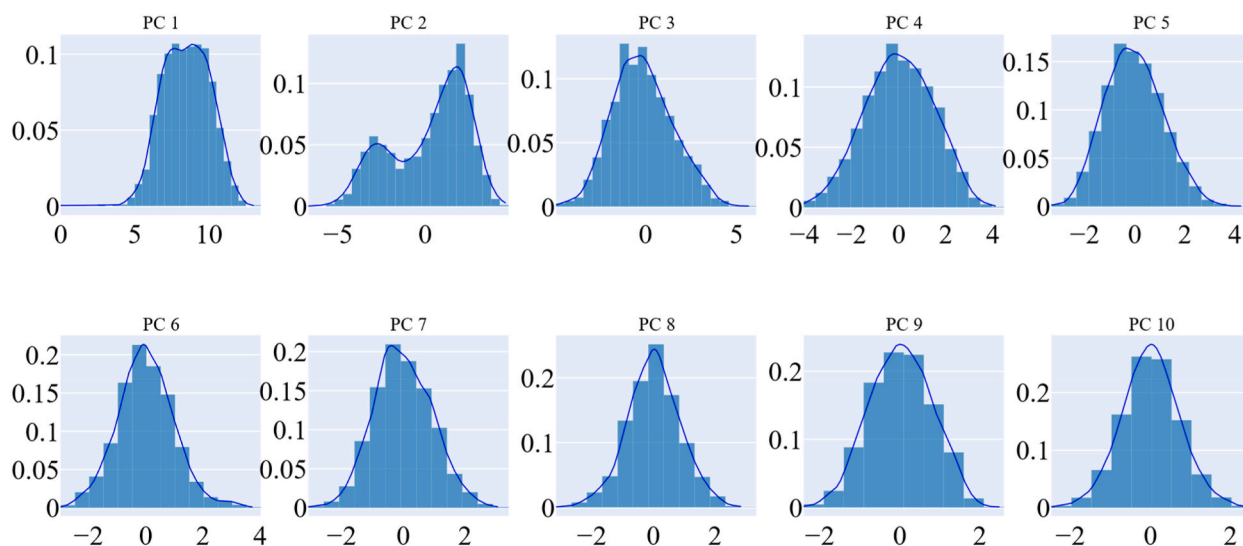 PC 1 PC 2 PC 3 PC 4 PC 5
0.1 0.05 0 0 5 10
0.1 0.05 0 −5 0
0.1 0.05 0 0 5
0.1 0.05 0 −4 −2 0 2 4
0.15 0.1 0.05 0 −2 0 2 4
PC 6 PC 7 PC 8 PC 9 PC 10
0.2 0.15 0.1 0.05 0 −2 0 2 4
0.2 0.15 0.1 0.05 0 −2 0 2
0.2 0.1 0 −2 0 2
0.2 0.1 0 −2 0 2
0.2 0.1 0 −2 0 2